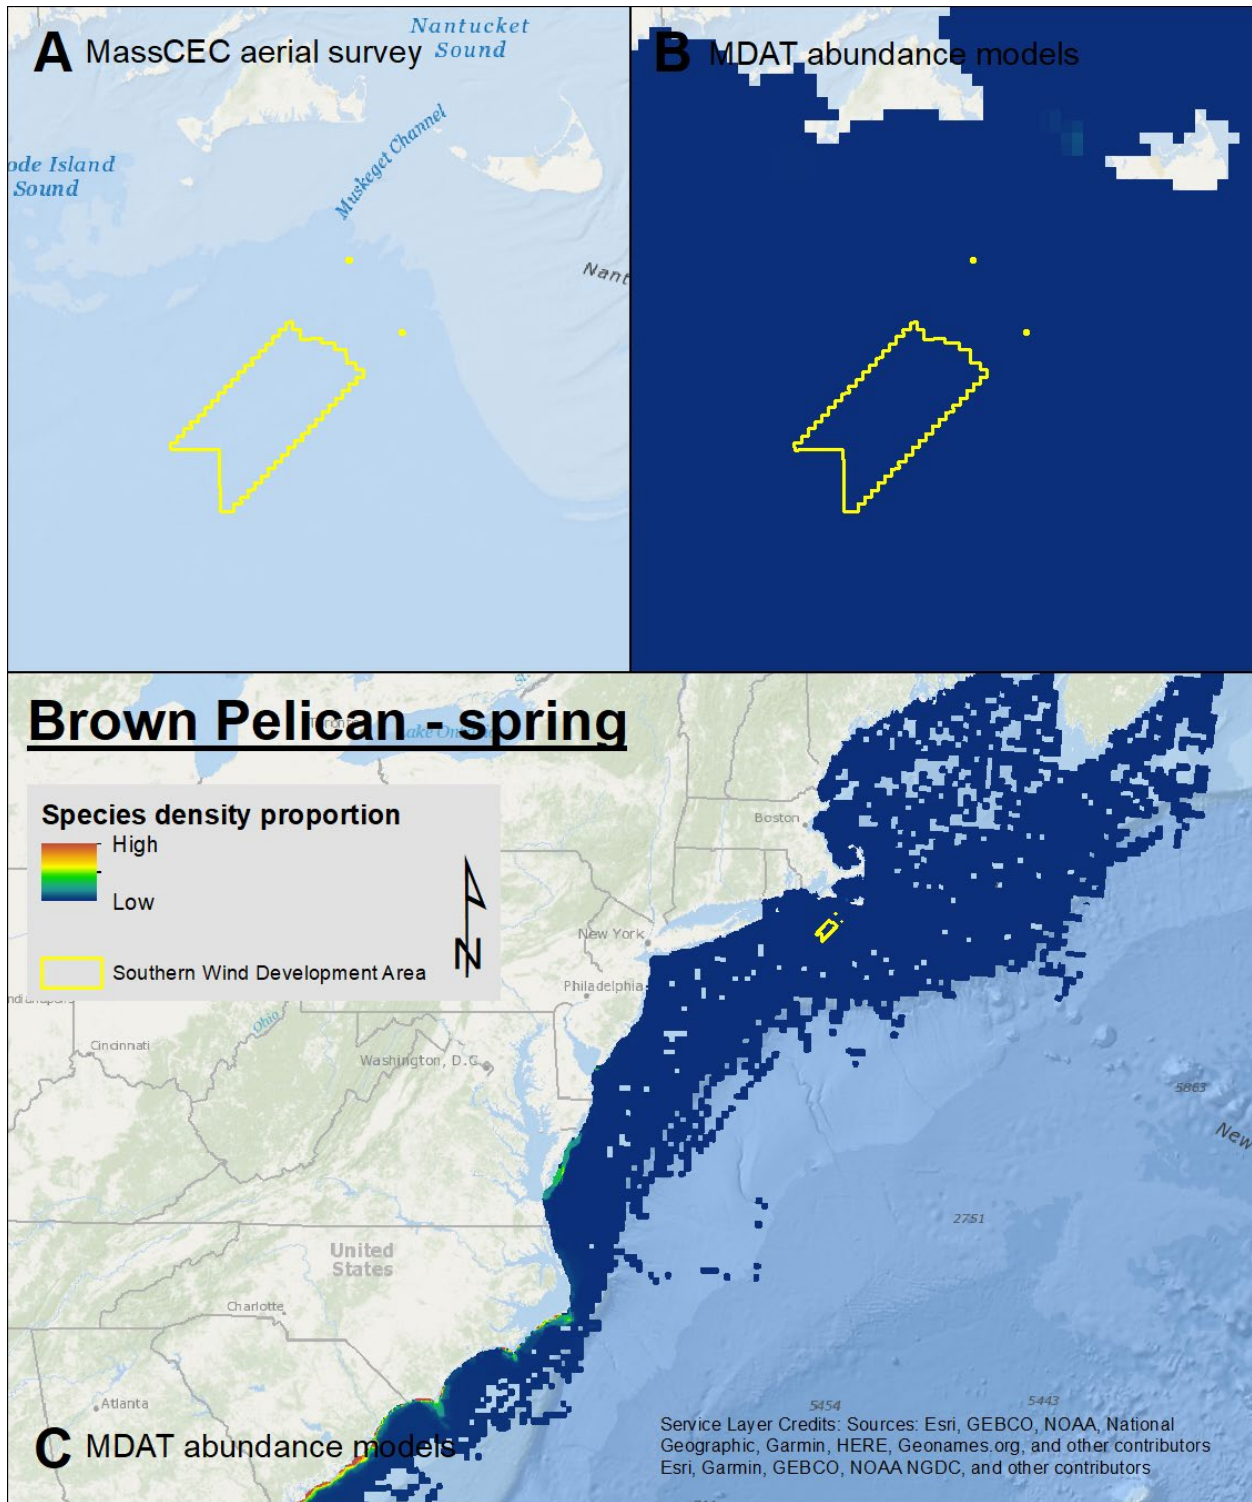 A MassCEC aerial survey
Nantucket
Sound
ode Island
Sound
Muskeget Channel
Nant
B MDAT abundance models
Brown Pelican - spring
Species density proportion
High
Low
N
Southern Wind Development Area
Boston
New York
Philadelphia
Ohio
Cincinnati
Washington, D.C.
5863
New
2751
United
States
Charlotte
Atlanta
5454
5443
C MDAT abundance models
Service Layer Credits: Sources: Esri, GEBCO, NOAA, National
Geographic, Garmin, HERE, Geonames.org, and other contributors
Esri, Garmin, GEBCO, NOAA NGDC, and other contributors